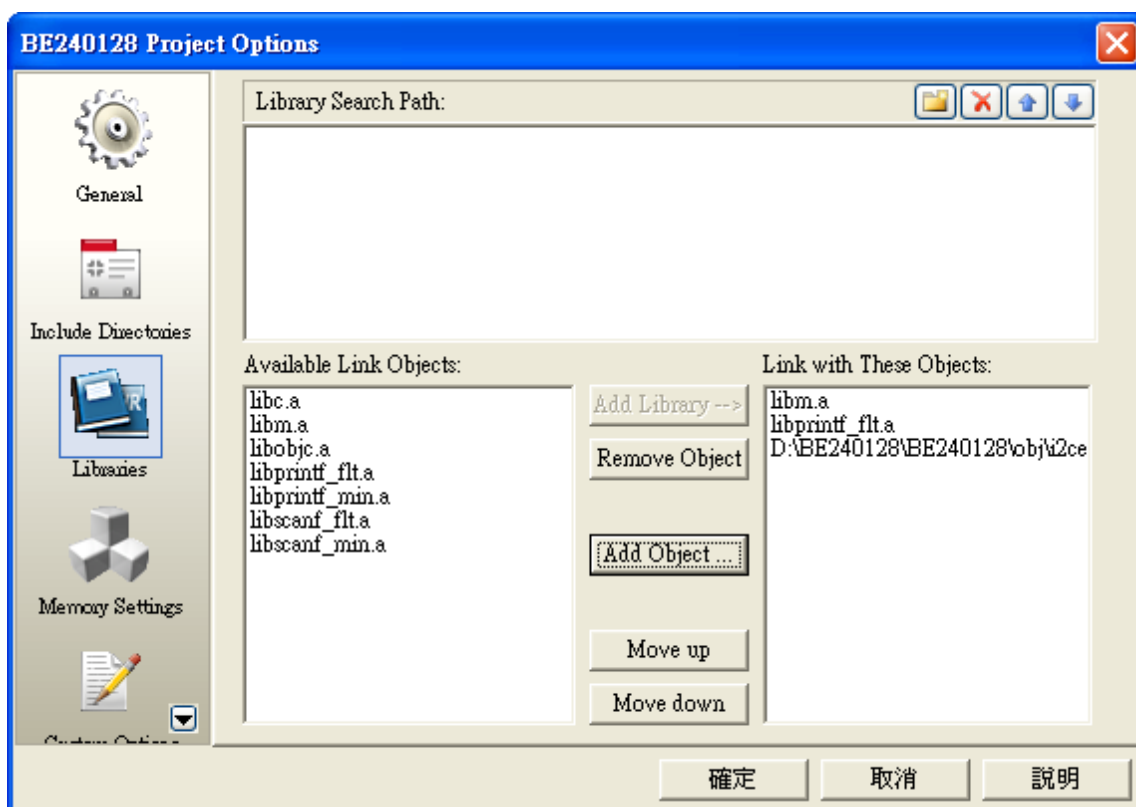 BE240128 Project Options
Library Search Path:
General
Include Directories
Libraries
Memory Settings
Custom Options
Available Link Objects:
libc.a
libm.a
libobjc.a
libprintf_flt.a
libprintf_min.a
libscanf_flt.a
libscanf_min.a
Add Library -->
Remove Object
Add Object ...
Move up
Move down
Link with These Objects:
libm.a
libprintf_flt.a
D:\BE240128\BE240128\obj\i2ce
確定
取消
說明